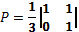 P = 1/3 |1 1|
|0 1|